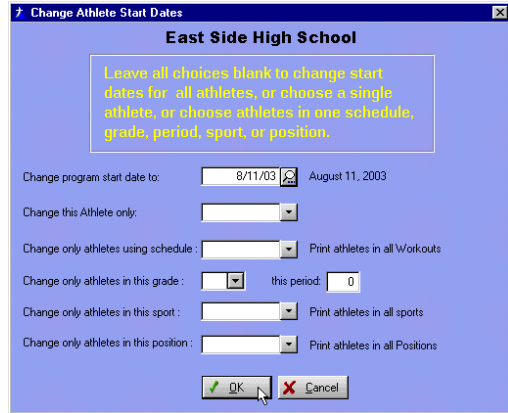 Change Athlete Start Dates
East Side High School
Leave all choices blank to change start
dates for all athletes, or choose a single
athlete, or choose athletes in one schedule,
grade, period, sport, or position.
Change program start date to: 8/11/03 August 11, 2003
Change this Athlete only:
Change only athletes using schedule : Print athletes in all Workouts
Change only athletes in this grade : this period: 0
Change only athletes in this sport : Print athletes in all sports
Change only athletes in this position : Print athletes in all Positions
OK Cancel